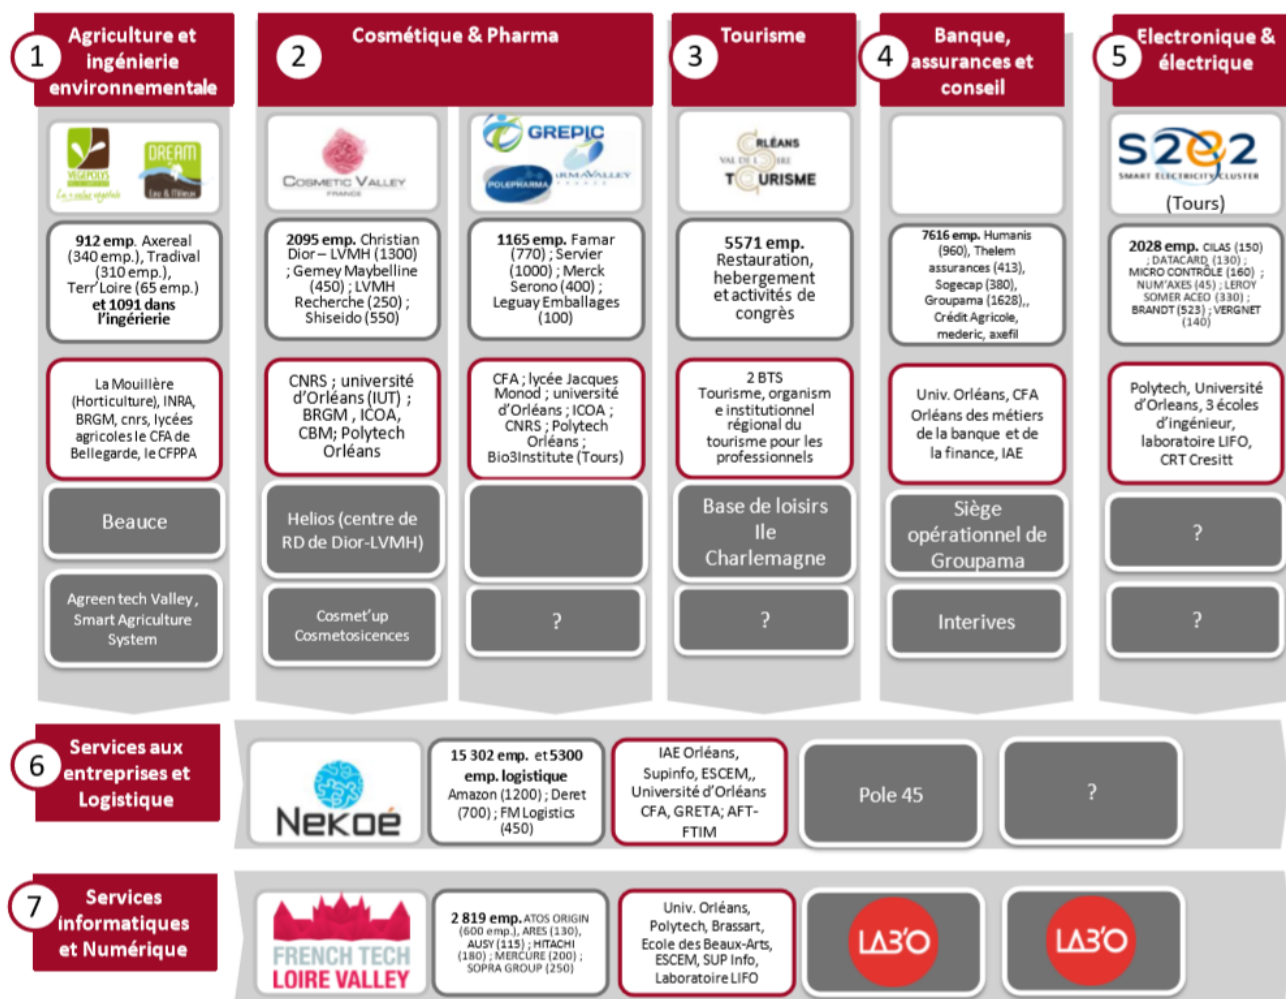 1
Agriculture et
ingénierie
environnementale
2
Cosmétique & Pharma
3
Tourisme
4
Banque,
assurances et
conseil
5
Electronique &
électrique
VEGEPOLYS
DREAM
Eau & Milieux
COSMETIC VALLEY
FRANCE
GREPIC
POLEPHARMA
ARMAVALLEY
FRANCE
ORLÉANS
VAL DE LOIRE
TOURISME
S2E2
SMART ELECTRICITY CLUSTER
(Tours)
912 emp. Axereal
(340 emp.),
Tradival
(310 emp.),
Terr'Loire (65 emp.)
et 1091 dans
l'ingérierie
2095 emp. Christian
Dior – LVMH (1300)
; Gemey Maybelline
(450) ; LVMH
Recherche (250) ;
Shiseido (550)
1165 emp. Famar
(770) ; Servier
(1000) ; Merck
Serono (400) ;
Leguay Emballages
(100)
5571 emp.
Restauration,
hebergement
et activités de
congrès
7616 emp. Humanis
(960), Thelem
assurances (413),
Sogecap (380),
Groupama (1628),,
Crédit Agricole,
mederic, axefil
2028 emp. CILAS (150)
; DATACARD (130) ;
MICRO CONTRÔLE (160) ;
NUM'AXES (45) ; LEROY
SOMER ACEO (330) ;
BRANDT (523) ; VERGNET
(140)
La Mouillère
(Horticulture), INRA,
BRGM, cnrs, lycées
agricoles le CFA de
Bellegarde, le CFPPA
CNRS ; université
d'Orléans (IUT) ;
BRGM , ICOA,
CBM; Polytech
Orléans
CFA ; lycée Jacques
Monod ; université
d'Orléans ; ICOA ;
CNRS ; Polytech
Orléans ;
Bio3Institute (Tours)
2 BTS
Tourisme, organism
e institutionnel
régional du
tourisme pour les
professionnels
Univ. Orléans, CFA
Orléans des métiers
de la banque et de
la finance, IAE
Polytech, Université
d'Orleans, 3 écoles
d'ingénieur,
laboratoire LIFO,
CRT Cresitt
Beauce
Helios (centre de
RD de Dior-LVMH)
Base de loisirs
Ile
Charlemagne
Siège
opérationnel de
Groupama
?
Agreen tech Valley,
Smart Agriculture
System
Cosmet'up
Cosmetosicences
?
?
Interives
?
6
Services aux
entreprises et
Logistique
Nekoé
15 302 emp. et 5300
emp. logistique
Amazon (1200) ; Deret
(700) ; FM Logistics
(450)
IAE Orléans,
Supinfo, ESCEM,,
Université d'Orléans
CFA, GRETA; AFT-
FTIM
Pole 45
?
7
Services
informatiques
et Numérique
FRENCH TECH
LOIRE VALLEY
2 819 emp. ATOS ORIGIN
(600 emp.), ARES (130),
AUSY (115) ; HITACHI
(180) ; MERCURE (200) ;
SOPRA GROUP (250)
Univ. Orléans,
Polytech, Brassart,
Ecole des Beaux-Arts,
ESCEM, SUP Info,
Laboratoire LIFO
LAB'O
LAB'O